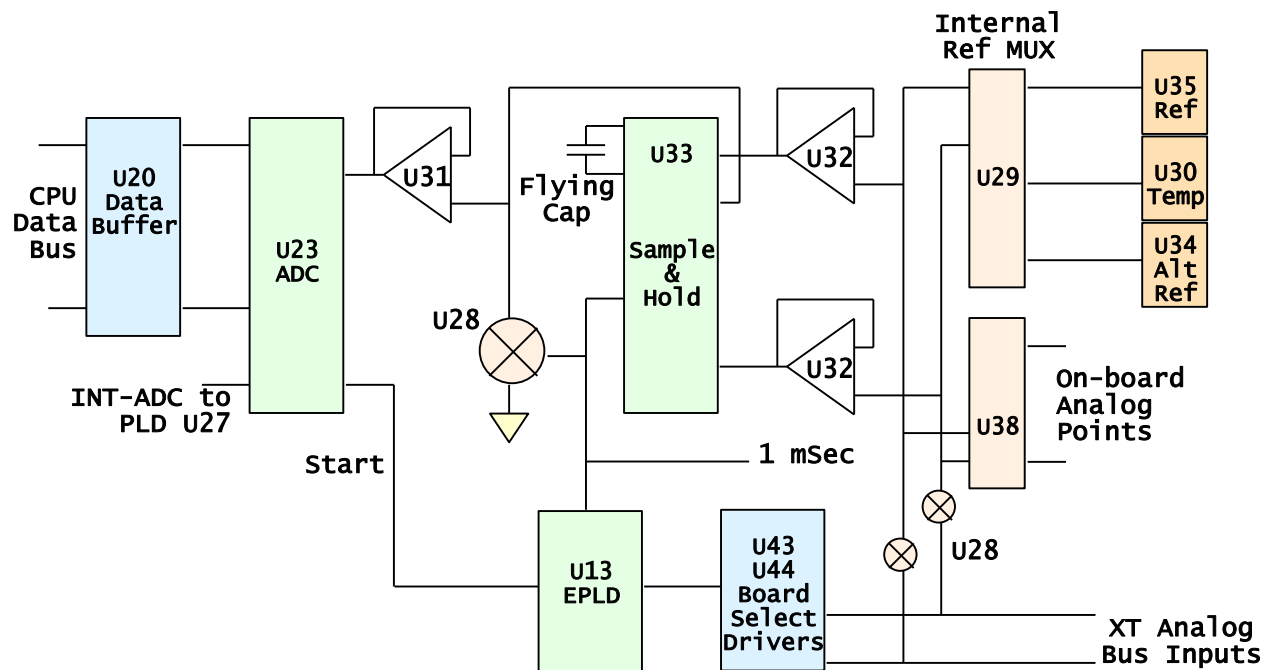 Internal
Ref MUX
U35
Ref
U20
Data
Buffer
U31
U33
U32
U29
U30
Temp
CPU
Data
Bus
Flying
Cap
U23
ADC
Sample
&
Hold
U34
Alt
Ref
U28
U32
On-board
Analog
Points
INT-ADC to
PLD U27
U38
Start
1 mSec
U13
EPLD
U43
U44
Board
Select
Drivers
U28
XT Analog
Bus Inputs